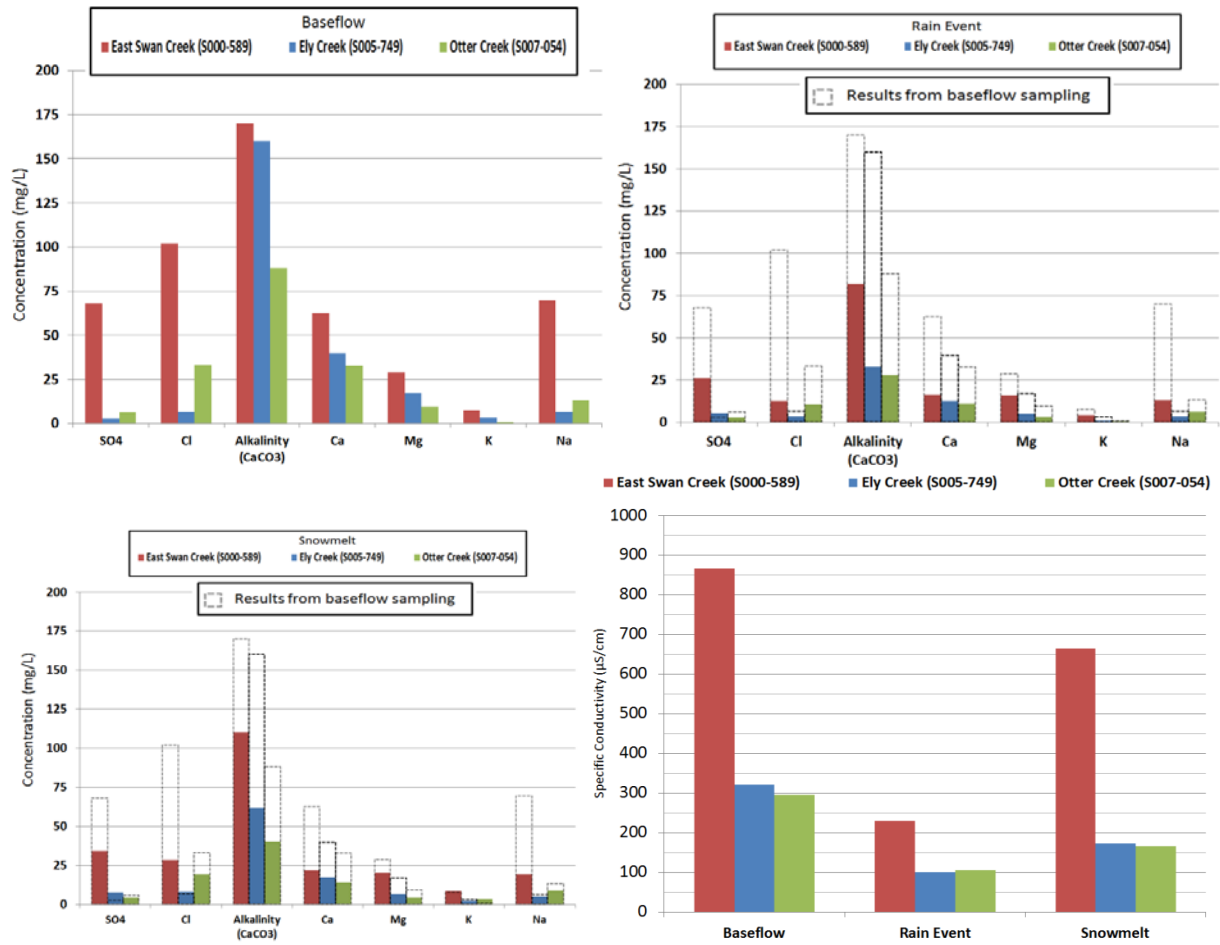 Baseflow
East Swan Creek (S000-589) Ely Creek (S005-749) Otter Creek (S007-054)
Concentration (mg/L)
200
175
150
125
100
75
50
25
0
SO4 Cl Alkalinity Ca Mg K Na
(CaCO3)
Rain Event
East Swan Creek (S000-589) Ely Creek (S005-749) Otter Creek (S007-054)
Results from baseflow sampling
Concentration (mg/L)
200
175
150
125
100
75
50
25
0
SO4 Cl Alkalinity Ca Mg K Na
(CaCO3)
Snowmelt
East Swan Creek (S000-589) Ely Creek (S005-749) Otter Creek (S007-054)
Results from baseflow sampling
Concentration (mg/L)
200
175
150
125
100
75
50
25
0
SO4 Cl Alkalinity Ca Mg K Na
(CaCO3)
East Swan Creek (S000-589) Ely Creek (S005-749) Otter Creek (S007-054)
Specific Conductivity (µS/cm)
1000
900
800
700
600
500
400
300
200
100
0
Baseflow Rain Event Snowmelt